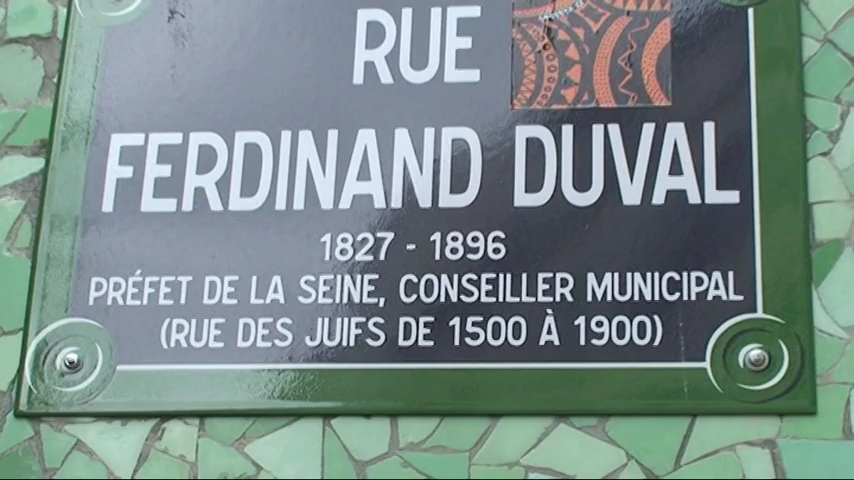 RUE
FERDINAND DUVAL
1827 - 1896
PRÉFET DE LA SEINE, CONSEILLER MUNICIPAL
(RUE DES JUIFS DE 1500 À 1900)